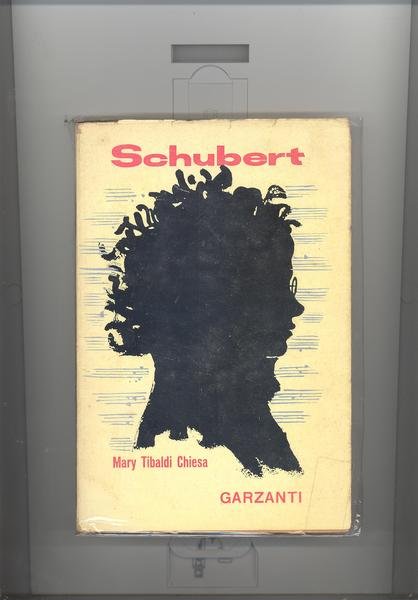 Schubert
Mary Tibaldi Chiesa
GARZANTI